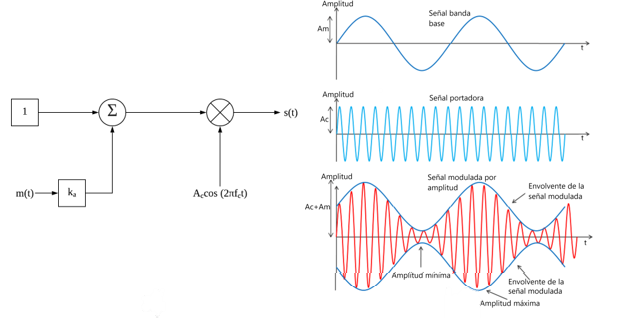 1
Σ
s(t)
m(t)
kₐ
A꜀cos (2πf꜀t)
Amplitud
Señal banda
base
Am
t
Amplitud
Señal portadora
Ac
t
Amplitud
Señal modulada por
amplitud
Envolvente de la
señal modulada
Ac+Am
t
Amplitud mínima
Envolvente de la
señal modulada
Amplitud máxima